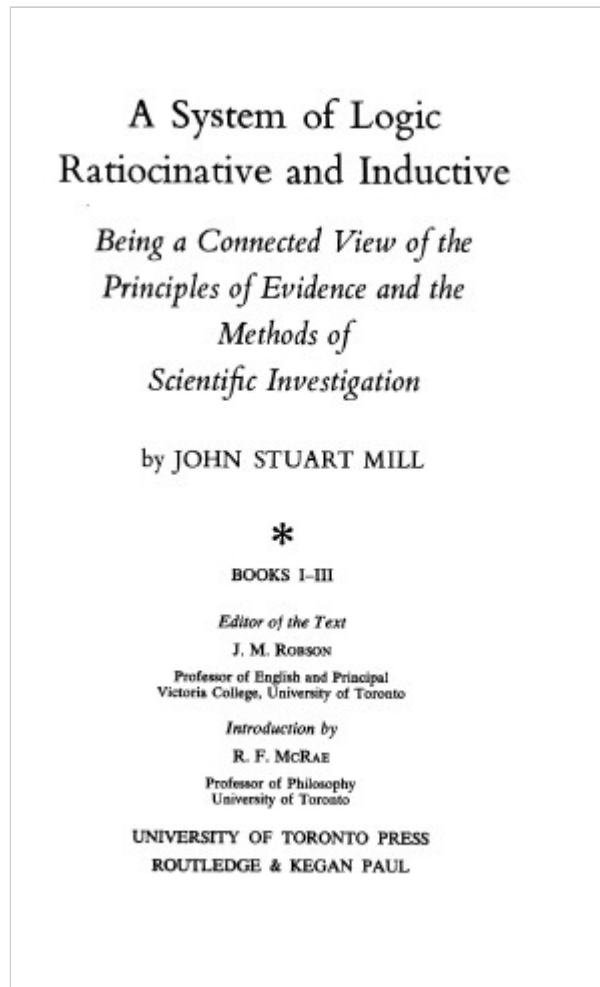 A System of Logic
Ratiocinative and Inductive
Being a Connected View of the
Principles of Evidence and the
Methods of
Scientific Investigation
by JOHN STUART MILL
*
BOOKS I–III
Editor of the Text
J. M. ROBSON
Professor of English and Principal
Victoria College, University of Toronto
Introduction by
R. F. MCRAE
Professor of Philosophy
University of Toronto
UNIVERSITY OF TORONTO PRESS
ROUTLEDGE & KEGAN PAUL